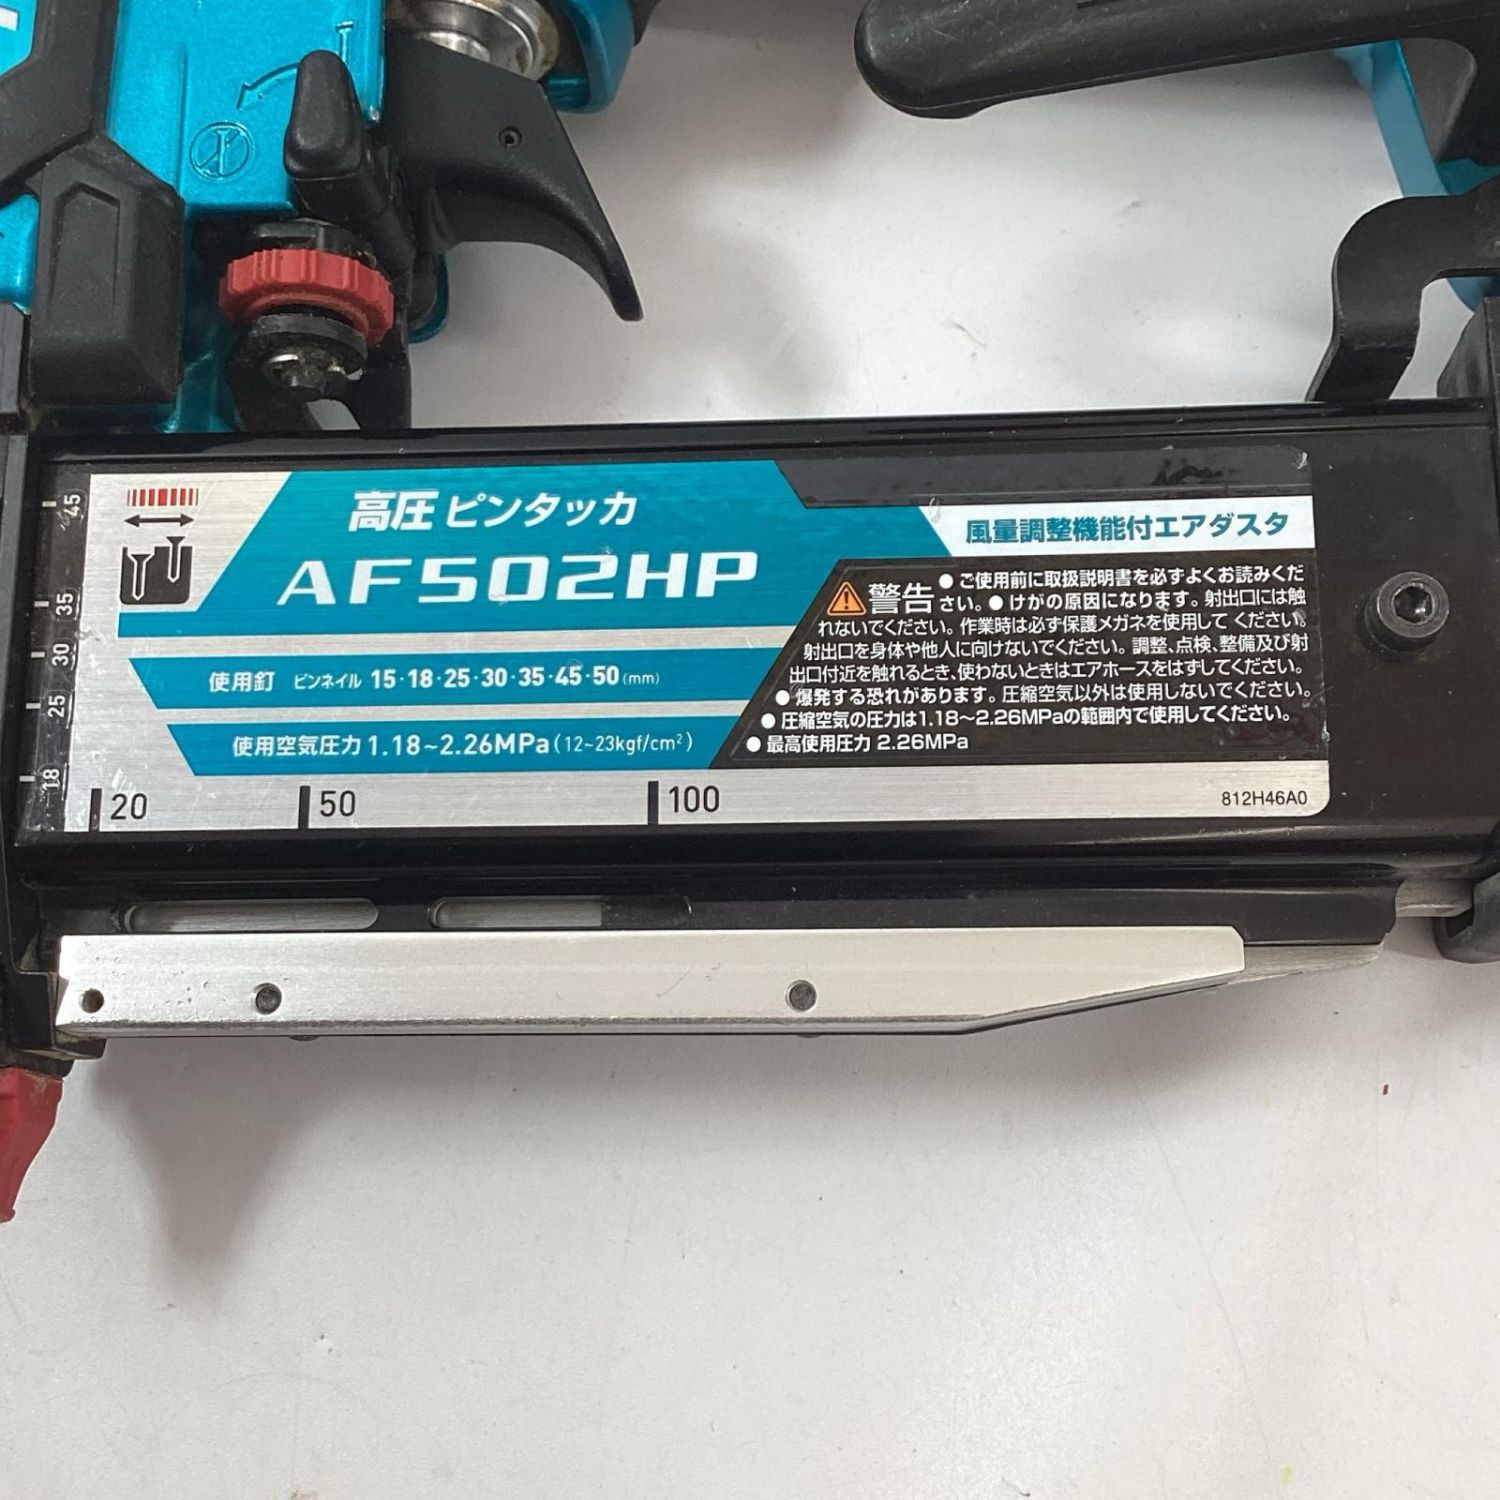 高圧ピンタッカ
AF502HP
使用釘 ピンネイル 15・18・25・30・35・45・50(mm)
使用空気圧力 1.18~2.26MPa(12~23kgf/cm²)
風量調整機能付エアダスタ
警告
●ご使用前に取扱説明書を必ずよくお読みくだ
さい。●けがの原因になります。射出口には触
れないでください。作業時は必ず保護メガネを使用してください。
射出口を身体や他人に向けないでください。調整、点検、整備及び射
出口付近を触れるとき、使わないときはエアホースをはずしてください。
●爆発する恐れがあります。圧縮空気以外は使用しないでください。
●圧縮空気の圧力は1.18~2.26MPaの範囲内で使用してください。
●最高使用圧力 2.26MPa
45
35
30
25
18
20
50
100
812H46A0